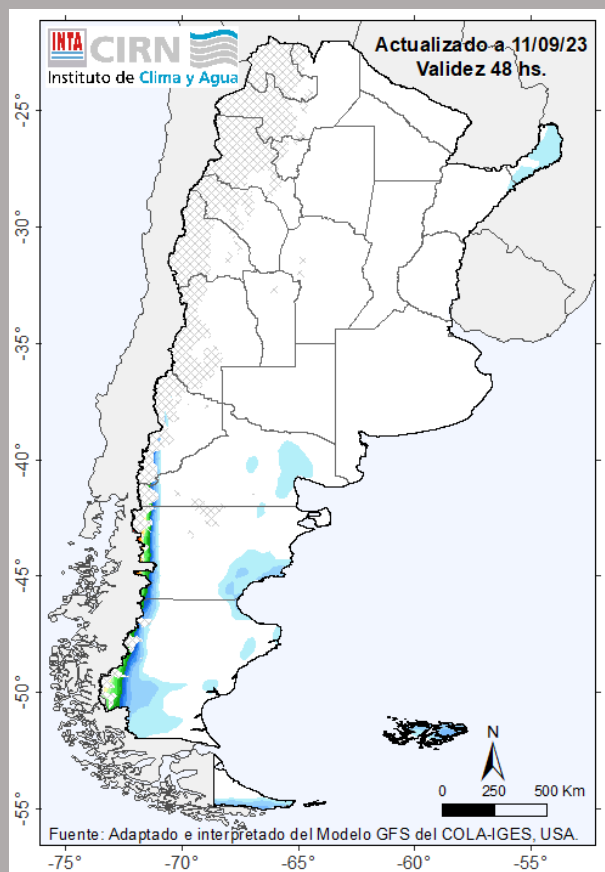 INTA CIRN
Instituto de Clima y Agua
Actualizado a 11/09/23
Validez 48 hs.
-25°
-30°
-35°
-40°
-45°
-50°
-55°
N
0 250 500 Km
Fuente: Adaptado e interpretado del Modelo GFS del COLA-IGES, USA.
-75° -70° -65° -60° -55°